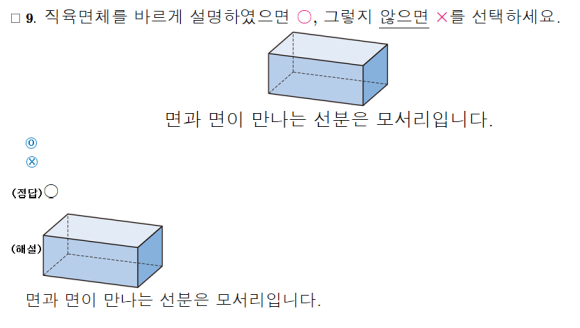 □ 9. 직육면체를 바르게 설명하였으면 ○, 그렇지 않으면 ×를 선택하세요.
면과 면이 만나는 선분은 모서리입니다.
ⓞ
ⓧ
(정답)○
(해설)
면과 면이 만나는 선분은 모서리입니다.